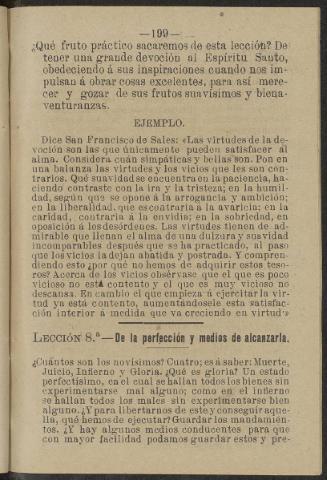 —199—
¿Qué fruto práctico sacaremos de esta lección? De
tener una grande devoción al Espíritu Santo,
obedeciendo á sus inspiraciones cuando nos im-
pulsan á obrar cosas excelentes, para así mere-
cer y gozar de sus frutos suavísimos y biena-
venturanzas.
EJEMPLO.
Dice San Francisco de Sales: «Las virtudes de la de-
voción son las que únicamente pueden satisfacer al
alma. Considera cuán simpáticas y bellas son. Pon en
una balanza las virtudes y los vicios que les son con-
trarios. Qué suavidad se encuentra en la paciencia, ha-
ciendo contraste con la ira y la tristeza; en la humil-
dad, según que se opone á la arrogancia y ambición;
en la liberalidad, que es contraria á la avaricia; en la
caridad, contraria á la envidia; en la sobriedad, en
oposición á los desórdenes. Las virtudes tienen de ad-
mirable que llenan el alma de una dulzura y suavidad
incomparables después que se ha practicado, al paso
que los vicios la dejan abatida y postrada. Y compren-
diendo esto ¿por qué no hemos de adquirir estos teso-
ros? Acerca de los vicios obsérvase que el que es poco
vicioso no está contento y el que es muy vicioso no
descansa. En cambio el que empieza á ejercitar la vir-
tud ya está contento, aumentándosele esta satisfac-
ción interior á medida que va creciendo en virtud»
LECCIÓN 8.ª—De la perfección y medios de alcanzarla.
¿Cuántos son los novísimos? Cuatro; es á saber: Muerte,
Juicio, Infierno y Gloria. ¿Qué es gloria? Un estado
perfectísimo, en el cual se hallan todos los bienes sin
experimentarse mal alguno; como en el infierno
se hallan todos los males sin experimentarse bien
alguno. ¿Y para libertarnos de este y conseguir aque-
lla, qué hemos de ejecutar? Guardar los mandamien-
tos. ¿Y hay algunos medios conducentes para que
con mayor facilidad podamos guardar estos y pre-